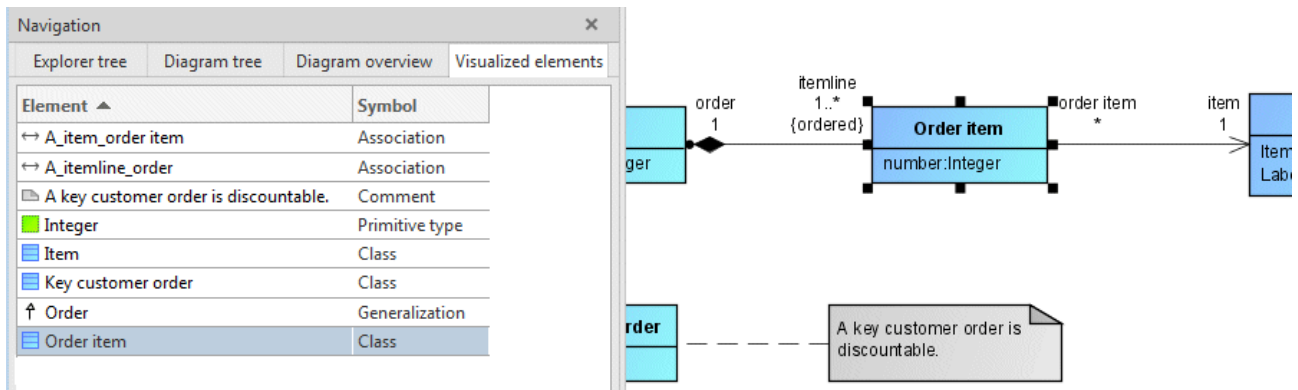 Navigation
Explorer tree Diagram tree Diagram overview Visualized elements
Element Symbol
A_item_order item Association
A_itemline_order Association
A key customer order is discountable. Comment
Integer Primitive type
Item Class
Key customer order Class
Order Generalization
Order item Class
order
1
itemline
1..*
{ordered}
Order item
number:Integer
order item
*
item
1
ger
Item
Labe
rder
A key customer order is
discountable.